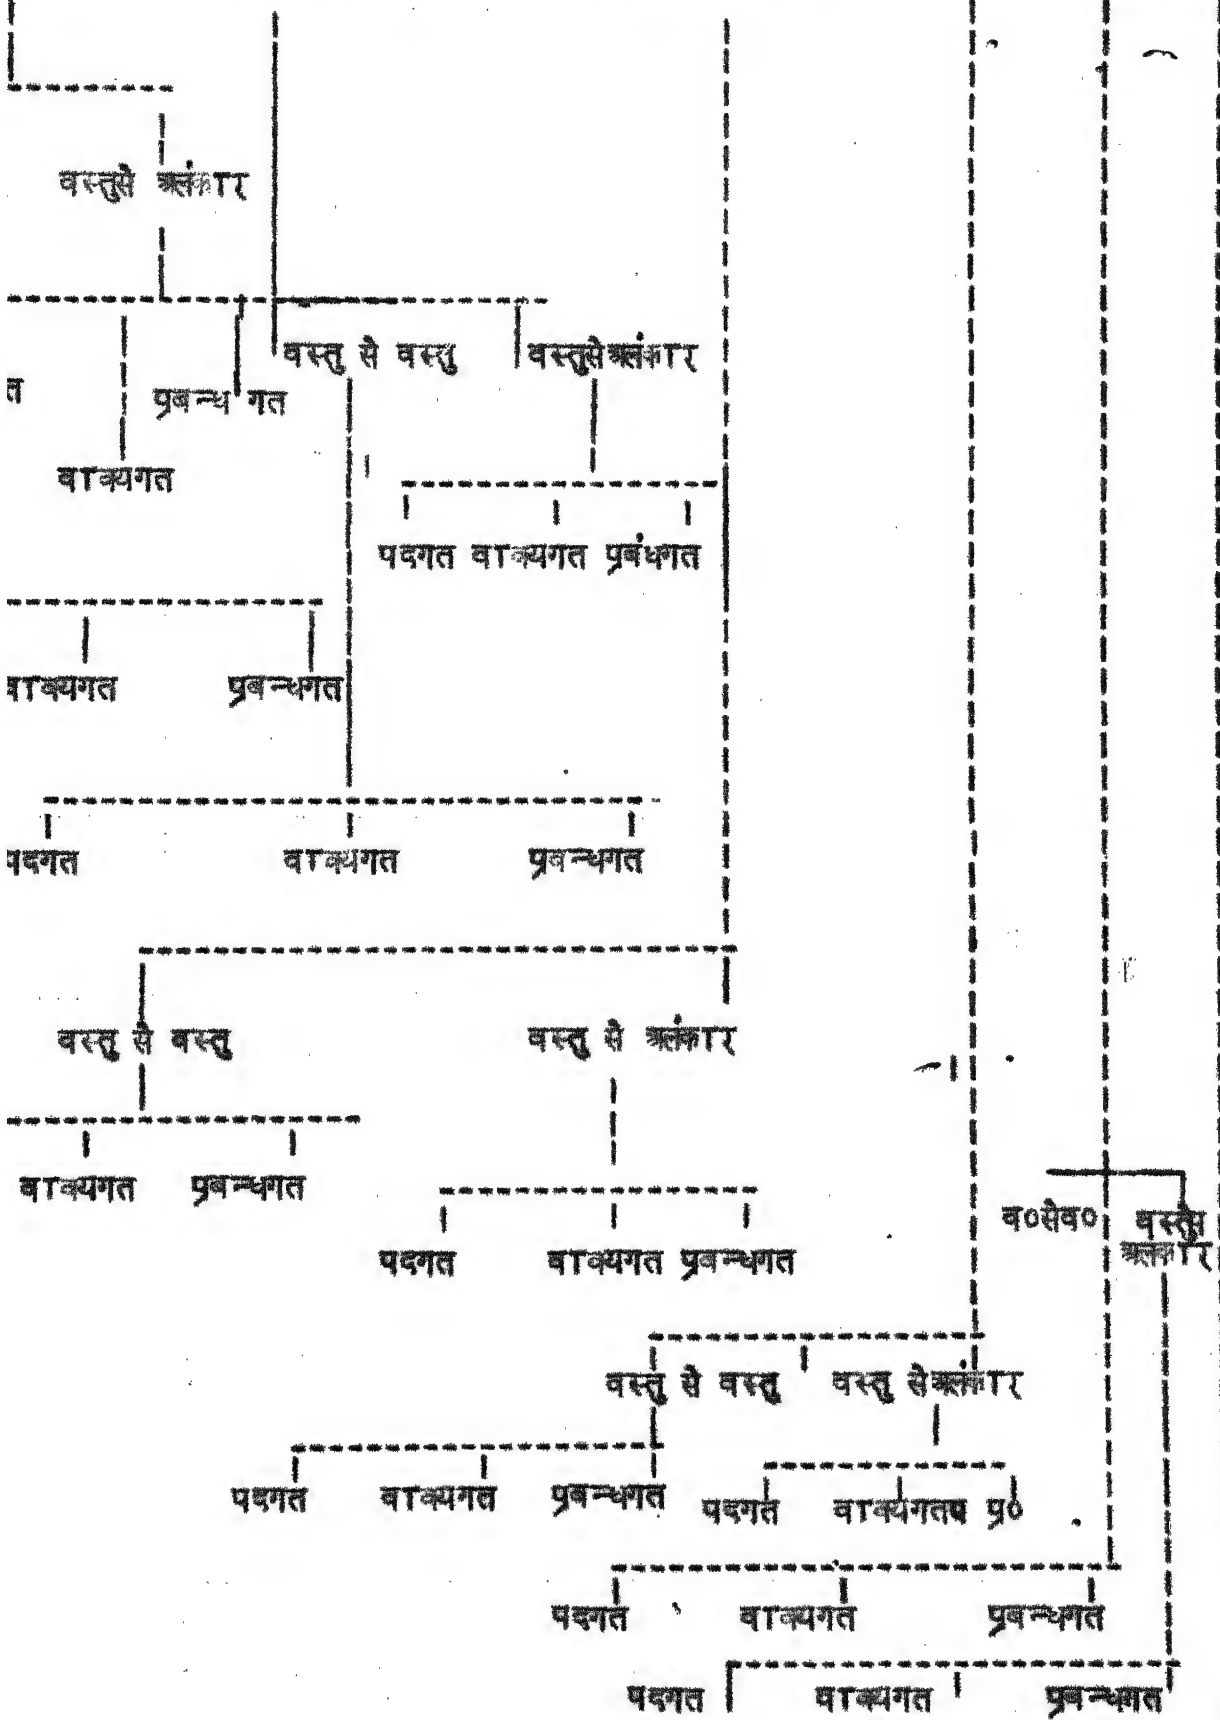 वस्तुसे अलंकार
वस्तु से वस्तु वस्तुसे अलंकार
त प्रबन्ध गत
वाक्यगत
पदगत वाक्यगत प्रबंधगत
वाक्यगत प्रबन्धगत
पदगत वाक्यगत प्रबन्धगत
वस्तु से वस्तु वस्तु से अलंकार
वाक्यगत प्रबन्धगत
व०सेव० वस्तुसे
पदगत वाक्यगत प्रबन्धगत अलंकार
वस्तु से वस्तु वस्तु से अलंकार
पदगत वाक्यगत प्रबन्धगत पदगत वाक्यगतप प्र०
पदगत वाक्यगत प्रबन्धगत
पदगत वाक्यगत प्रबन्धगत